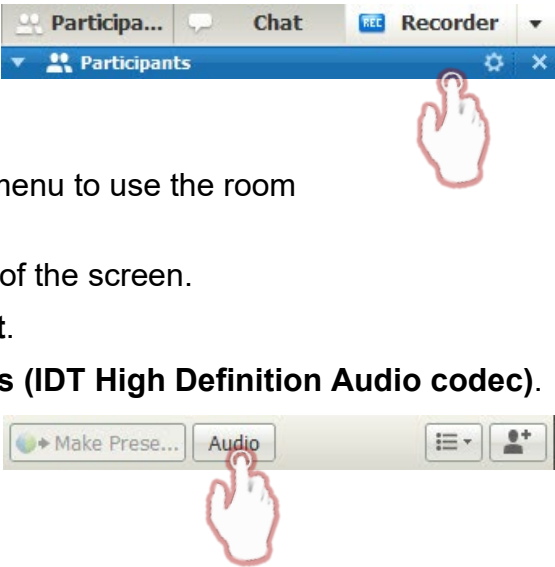 Participa... Chat REC Recorder
Participants
menu to use the room
of the screen.
t.
s (IDT High Definition Audio codec).
Make Prese... Audio